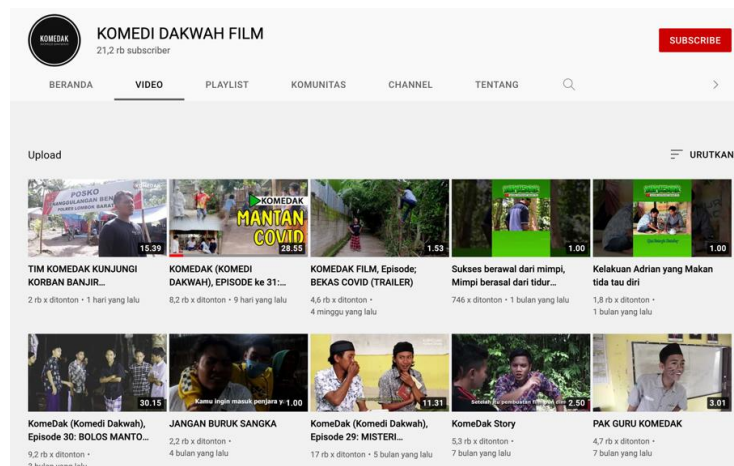 KOMEDAK
KOMEDI DAKWAH FILM
21,2 rb subscriber
SUBSCRIBE
BERANDA VIDEO PLAYLIST KOMUNITAS CHANNEL TENTANG
Upload
URUTKAN
POSKO
POLRES LOMBOK BARAT
15.39
KOMEDAK
MANTAN
COVID
28.55
1.53
1.00
1.00
TIM KOMEDAK KUNJUNGI
KORBAN BANJIR...
2 rb x ditonton • 1 hari yang lalu
KOMEDAK (KOMEDI
DAKWAH), EPISODE ke 31:...
8,2 rb x ditonton • 9 hari yang lalu
KOMEDAK FILM, Episode;
BEKAS COVID (TRAILER)
4,6 rb x ditonton •
4 minggu yang lalu
Sukses berawal dari mimpi,
Mimpi berasal dari tidur...
746 x ditonton • 1 bulan yang lalu
Kelakuan Adrian yang Makan
tida tau diri
1,8 rb x ditonton •
1 bulan yang lalu
30.15
Kamu ingin masuk penjara
1.00
11.31
2.50
3.01
KomeDak (Komedi Dakwah),
Episode 30: BOLOS MANTO...
9,2 rb x ditonton •
JANGAN BURUK SANGKA
2,2 rb x ditonton •
4 bulan yang lalu
KomeDak (Komedi Dakwah),
Episode 29: MISTERI...
17 rb x ditonton • 5 bulan yang lalu
KomeDak Story
5,3 rb x ditonton •
7 bulan yang lalu
PAK GURU KOMEDAK
4,7 rb x ditonton •
7 bulan yang lalu